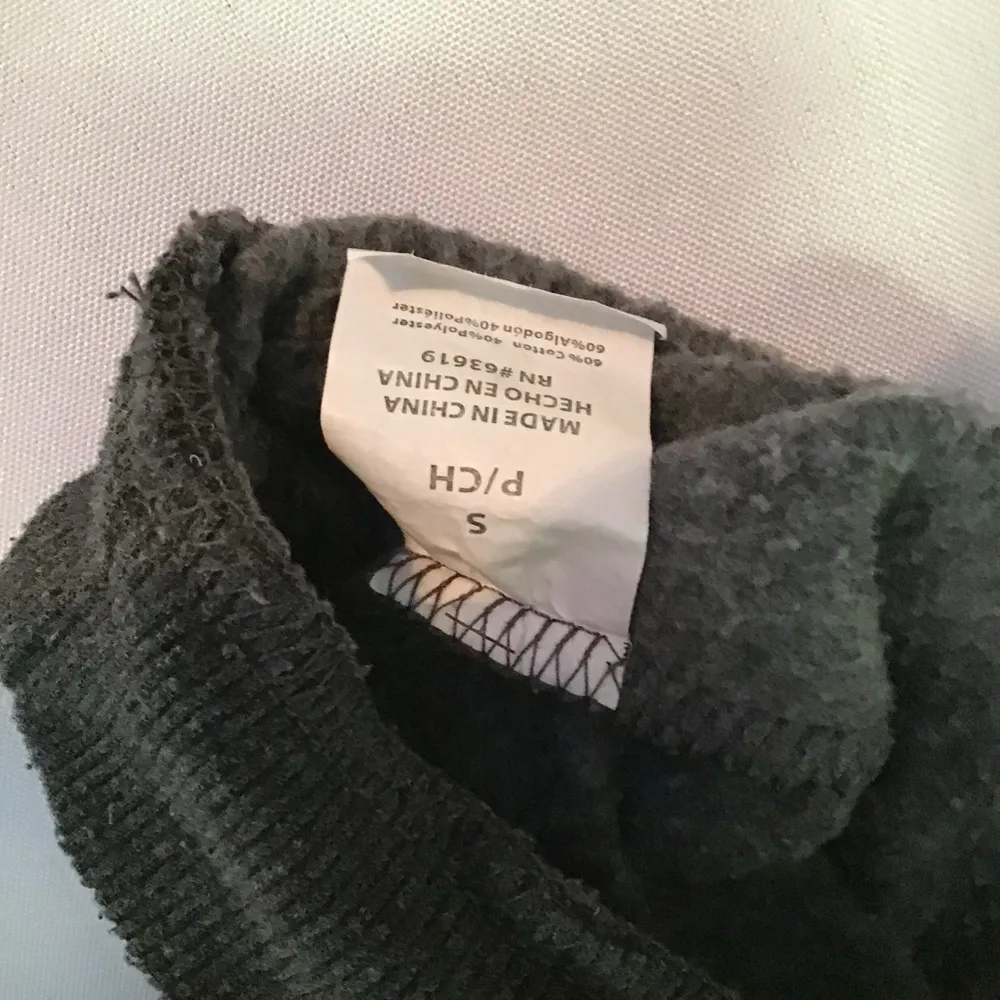 S
P/CH
MADE IN CHINA
HECHO EN CHINA
RN #63619
60% Cotton 40%Polyester
60%Algodón 40%Poliéster